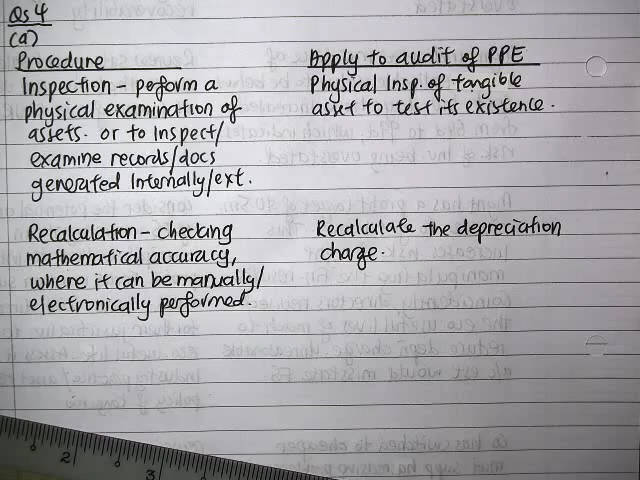 Qs 4
(a)
Procedure Apply to audit of PPE
Inspection - perform a Physical Insp. of tangible
physical examination of asset to test its existence.
assets. or to Inspect/
examine records/docs
generated Internally/ext.
Recalculation - checking Recalculate the depreciation
mathematical accuracy, charge.
where it can be manually/
electronically performed.
2
3